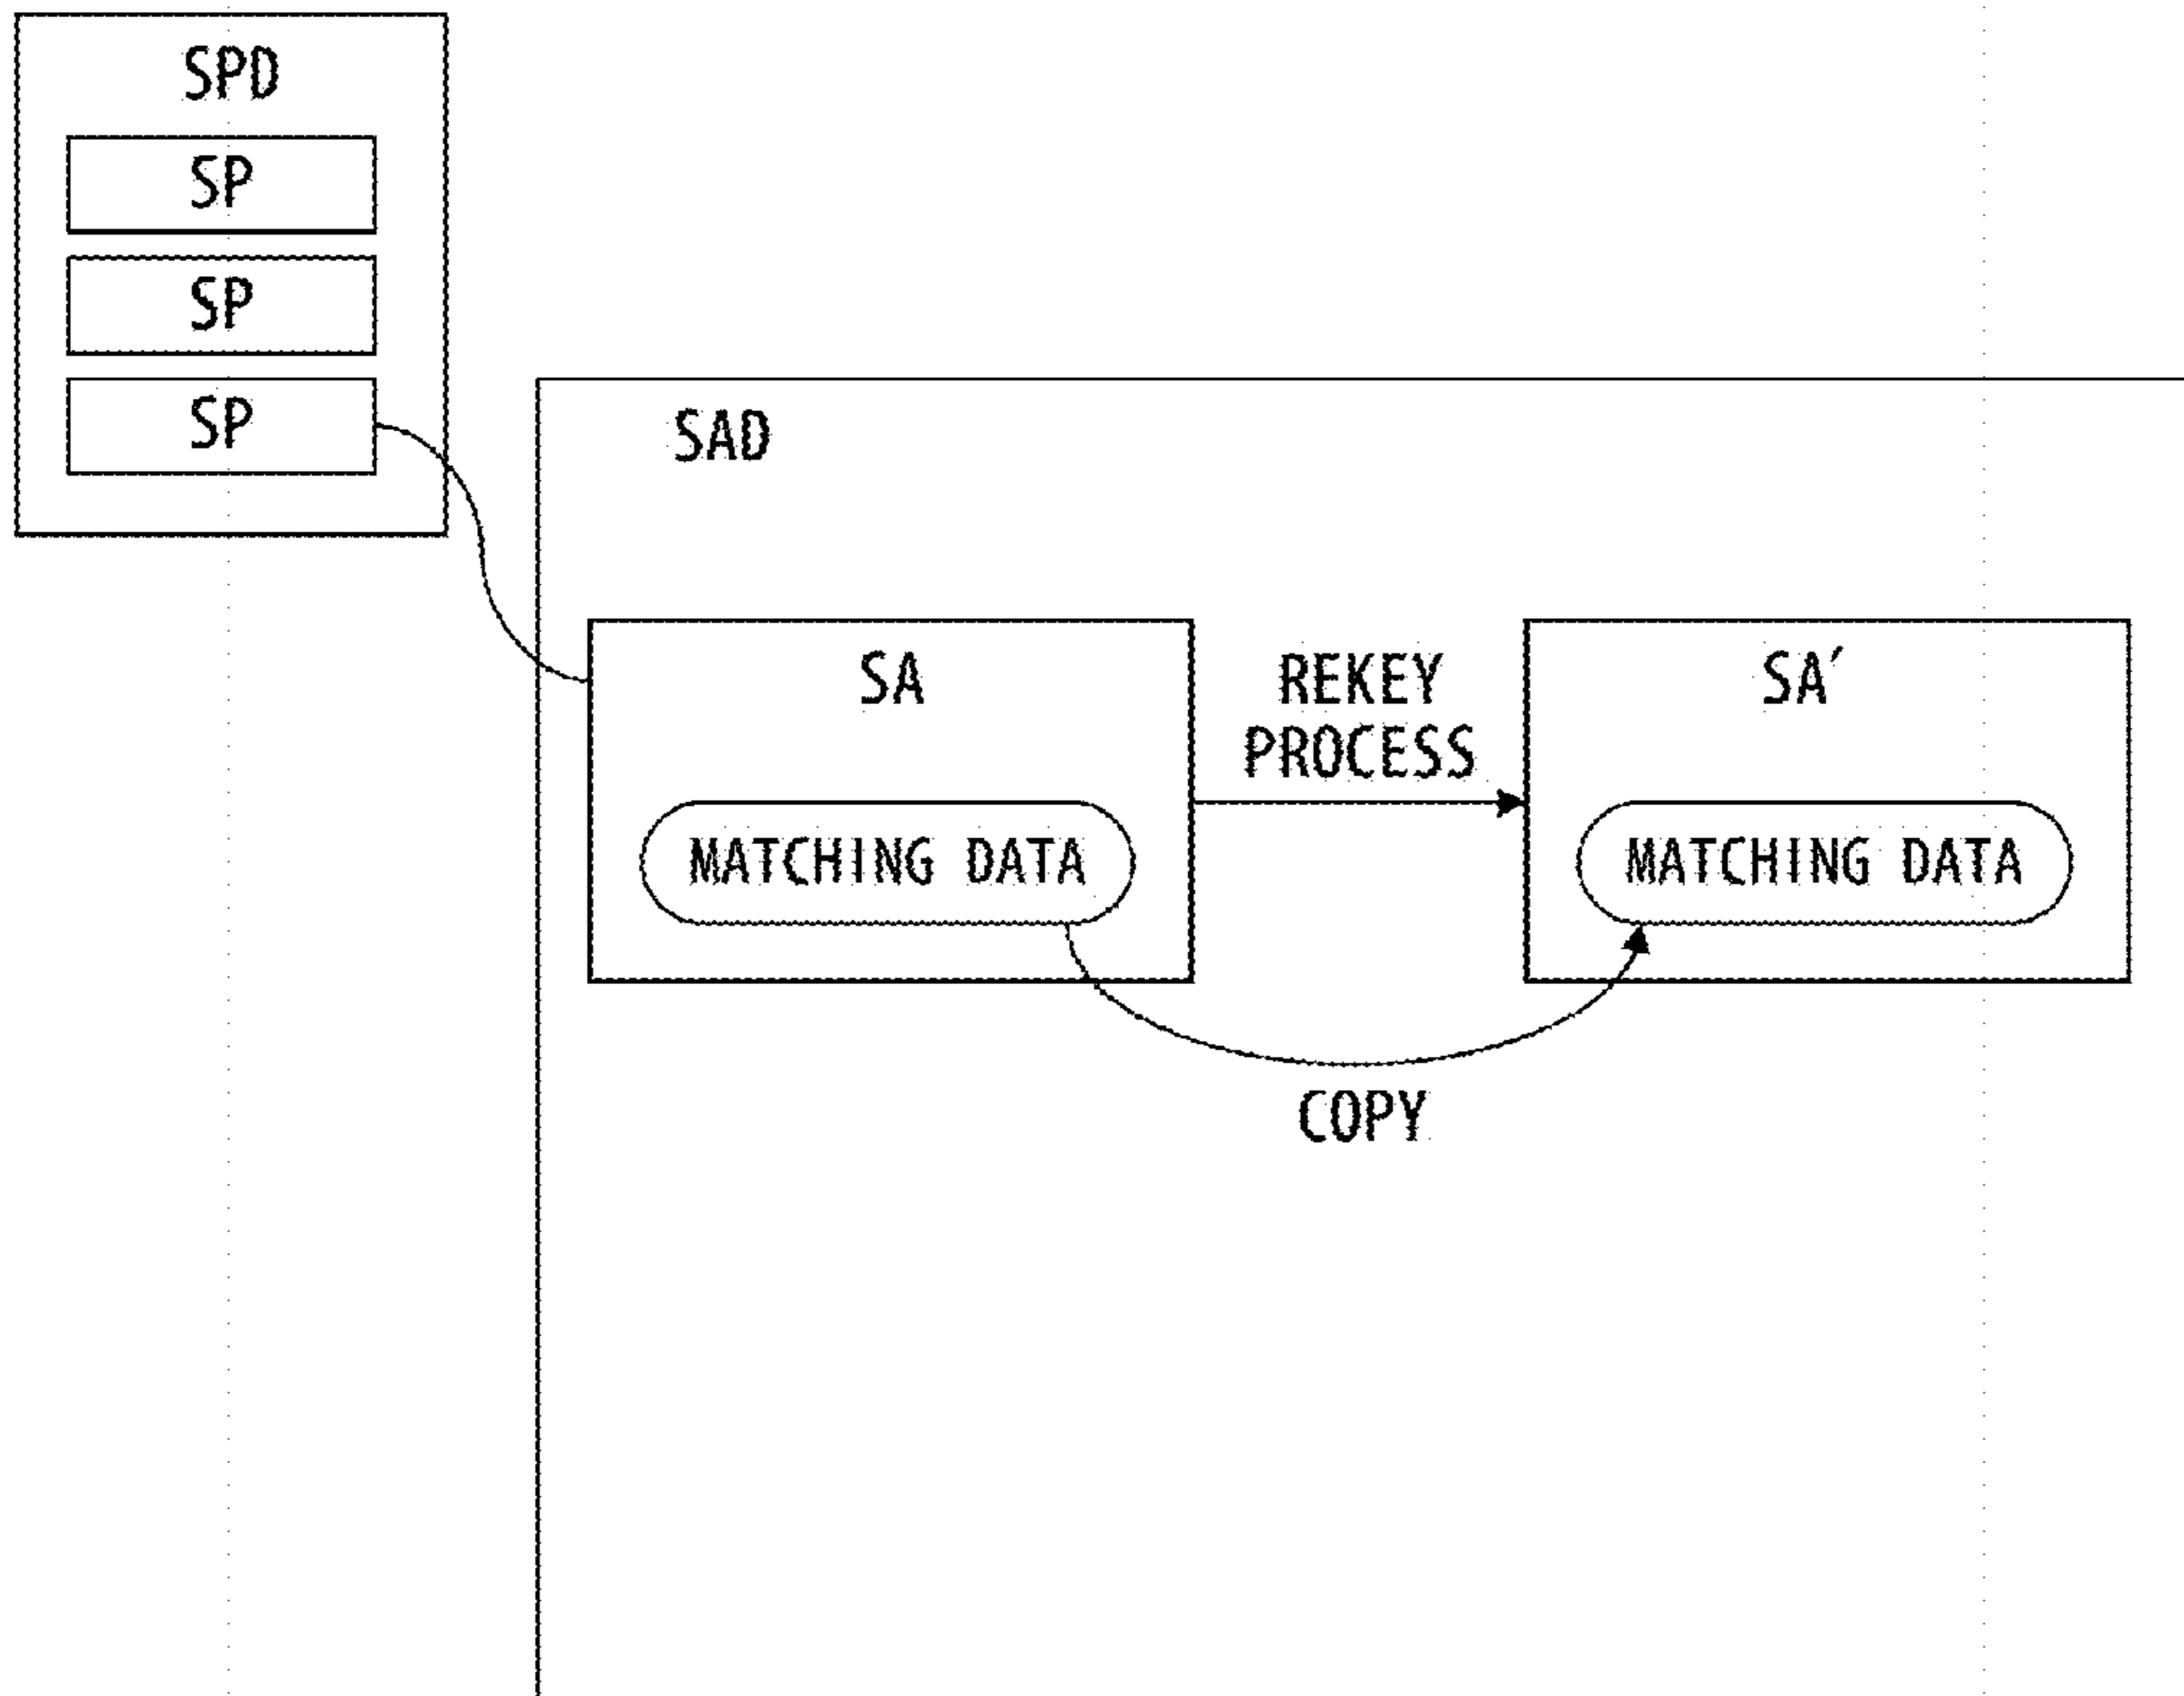 SPD
SP
SP
SP
SAD
SA
REKEY
PROCESS
SA′
MATCHING DATA
MATCHING DATA
COPY